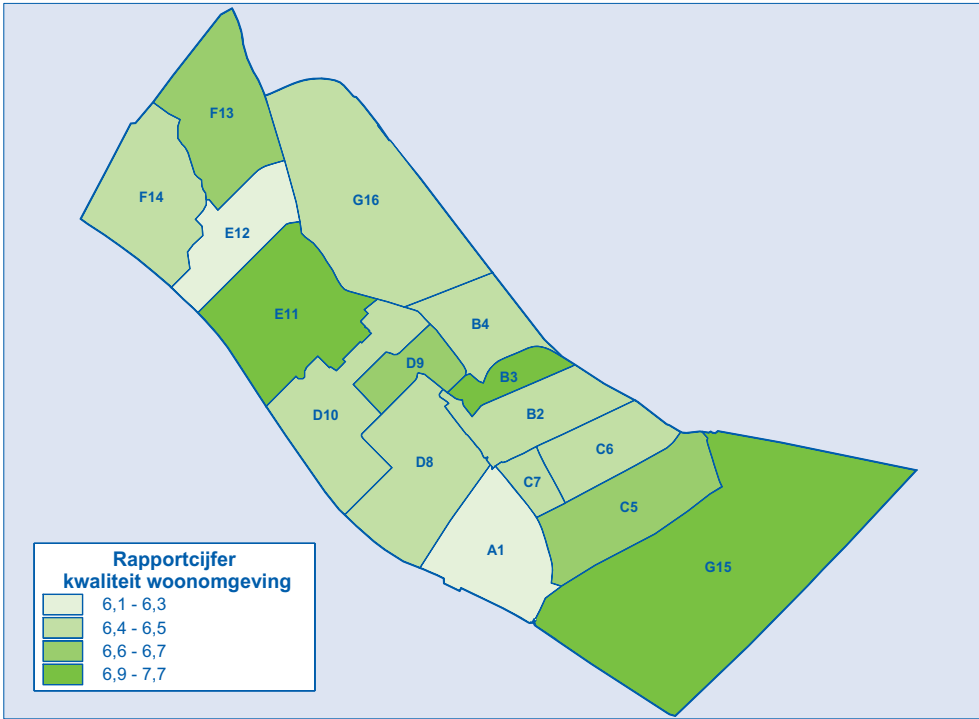 F13
F14
G16
E12
E11
B4
D9
B3
D10
B2
C6
D8
C7
C5
A1
G15
Rapportcijfer
kwaliteit woonomgeving
6,1 - 6,3
6,4 - 6,5
6,6 - 6,7
6,9 - 7,7